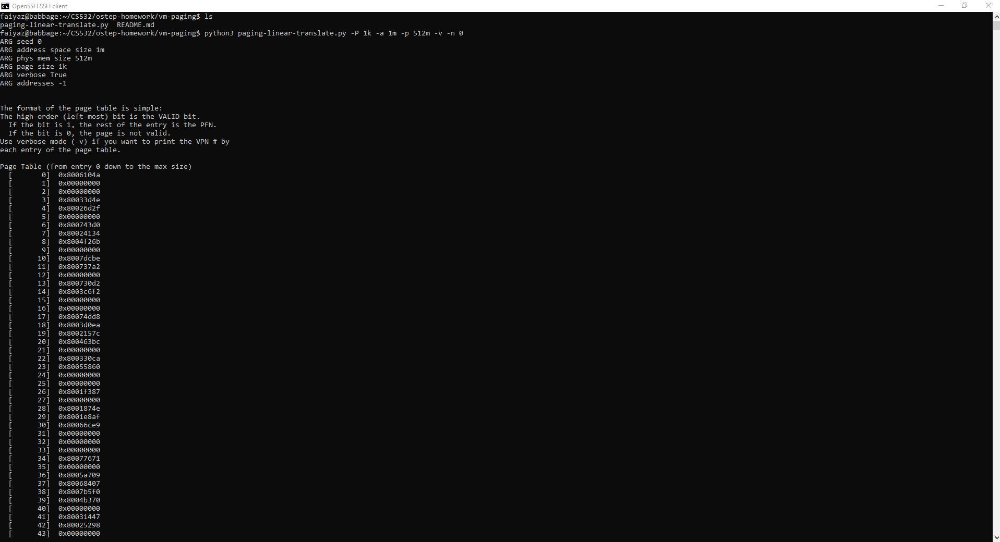 OpenSSH SSH client
faiyaz@babbage:~/CS532/ostep-homework/vm-paging$ ls
paging-linear-translate.py  README.md
faiyaz@babbage:~/CS532/ostep-homework/vm-paging$ python3 paging-linear-translate.py -P 1k -a 1m -p 512m -v -n 0
ARG seed 0
ARG address space size 1m
ARG phys mem size 512m
ARG page size 1k
ARG verbose True
ARG addresses -1
The format of the page table is simple:
The high-order (left-most) bit is the VALID bit.
  If the bit is 1, the rest of the entry is the PFN.
  If the bit is 0, the page is not valid.
Use verbose mode (-v) if you want to print the VPN # by
each entry of the page table.
Page Table (from entry 0 down to the max size)
  [       0]  0x8006104a
  [       1]  0x00000000
  [       2]  0x00000000
  [       3]  0x80033d4e
  [       4]  0x80026d2f
  [       5]  0x00000000
  [       6]  0x800743d0
  [       7]  0x80024134
  [       8]  0x8004f26b
  [       9]  0x00000000
  [      10]  0x8007dcbe
  [      11]  0x800737a2
  [      12]  0x00000000
  [      13]  0x800730d2
  [      14]  0x8003c6f2
  [      15]  0x00000000
  [      16]  0x00000000
  [      17]  0x80074dd8
  [      18]  0x8003d0ea
  [      19]  0x8002157c
  [      20]  0x800463bc
  [      21]  0x00000000
  [      22]  0x800330ca
  [      23]  0x80055860
  [      24]  0x00000000
  [      25]  0x00000000
  [      26]  0x8001f387
  [      27]  0x00000000
  [      28]  0x8001874e
  [      29]  0x8001e8af
  [      30]  0x80066ce9
  [      31]  0x00000000
  [      32]  0x00000000
  [      33]  0x00000000
  [      34]  0x80077671
  [      35]  0x00000000
  [      36]  0x8005a709
  [      37]  0x80068407
  [      38]  0x8007b5f0
  [      39]  0x8004b370
  [      40]  0x00000000
  [      41]  0x80031447
  [      42]  0x80025298
  [      43]  0x00000000